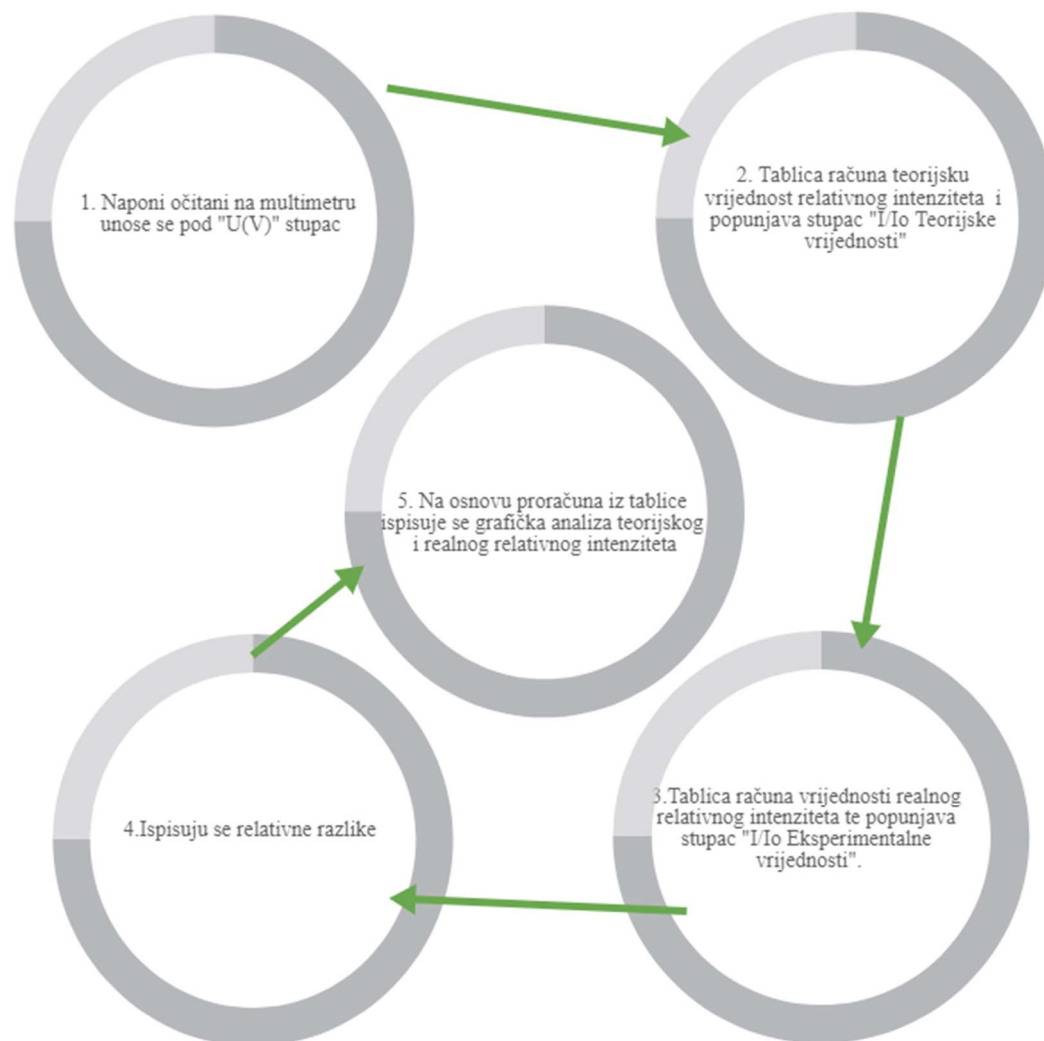 1. Naponi očitani na multimetru
unose se pod "U(V)" stupac
2. Tablica računa teorijsku
vrijednost relativnog intenziteta  i
popunjava stupac "I/Io Teorijske
vrijednosti"
3.Tablica računa vrijednosti realnog
relativnog intenziteta te popunjava
stupac "I/Io Eksperimentalne
vrijednosti".
4.Ispisuju se relativne razlike
5. Na osnovu proračuna iz tablice
ispisuje se grafička analiza teorijskog
i realnog relativnog intenziteta